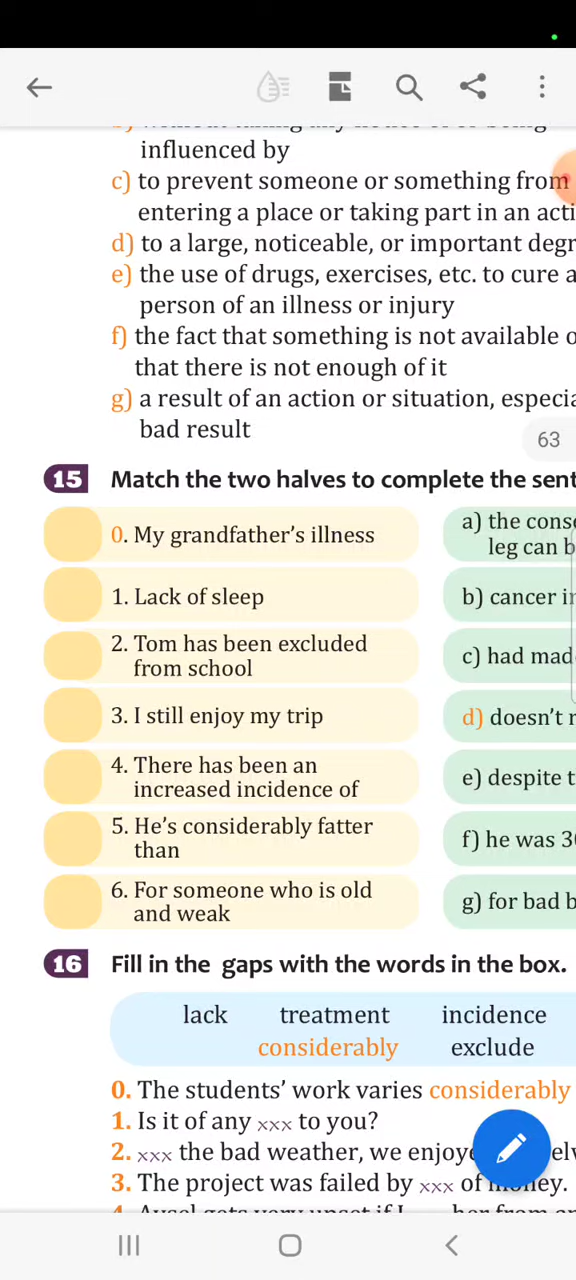 influenced by
c) to prevent someone or something from
entering a place or taking part in an acti
d) to a large, noticeable, or important degr
e) the use of drugs, exercises, etc. to cure a
person of an illness or injury
f) the fact that something is not available o
that there is not enough of it
g) a result of an action or situation, especia
bad result
63
15 Match the two halves to complete the sent
0. My grandfather's illness
a) the cons
leg can b
1. Lack of sleep
b) cancer in
2. Tom has been excluded
from school
c) had mad
3. I still enjoy my trip
d) doesn't r
4. There has been an
increased incidence of
e) despite t
5. He's considerably fatter
than
f) he was 30
6. For someone who is old
and weak
g) for bad b
16 Fill in the gaps with the words in the box.
lack treatment incidence
considerably exclude
0. The students' work varies considerably
1. Is it of any xxx to you?
2. xxx the bad weather, we enjoye elv
3. The project was failed by xxx of money.